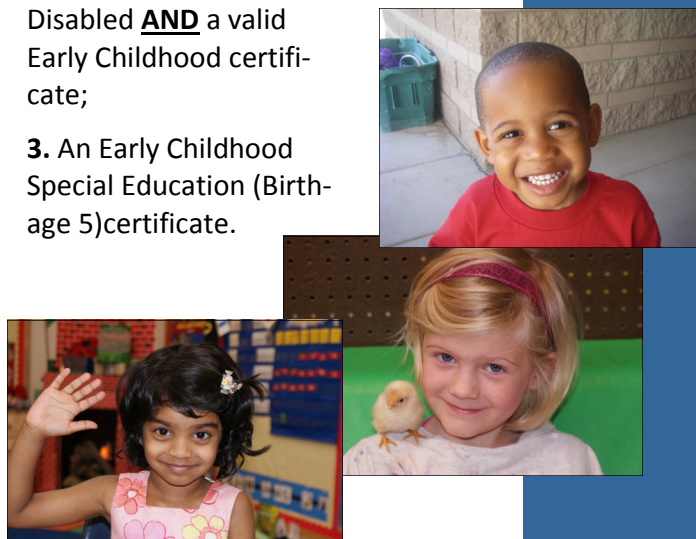 Disabled AND a valid
Early Childhood certifi-
cate;
3. An Early Childhood
Special Education (Birth-
age 5)certificate.